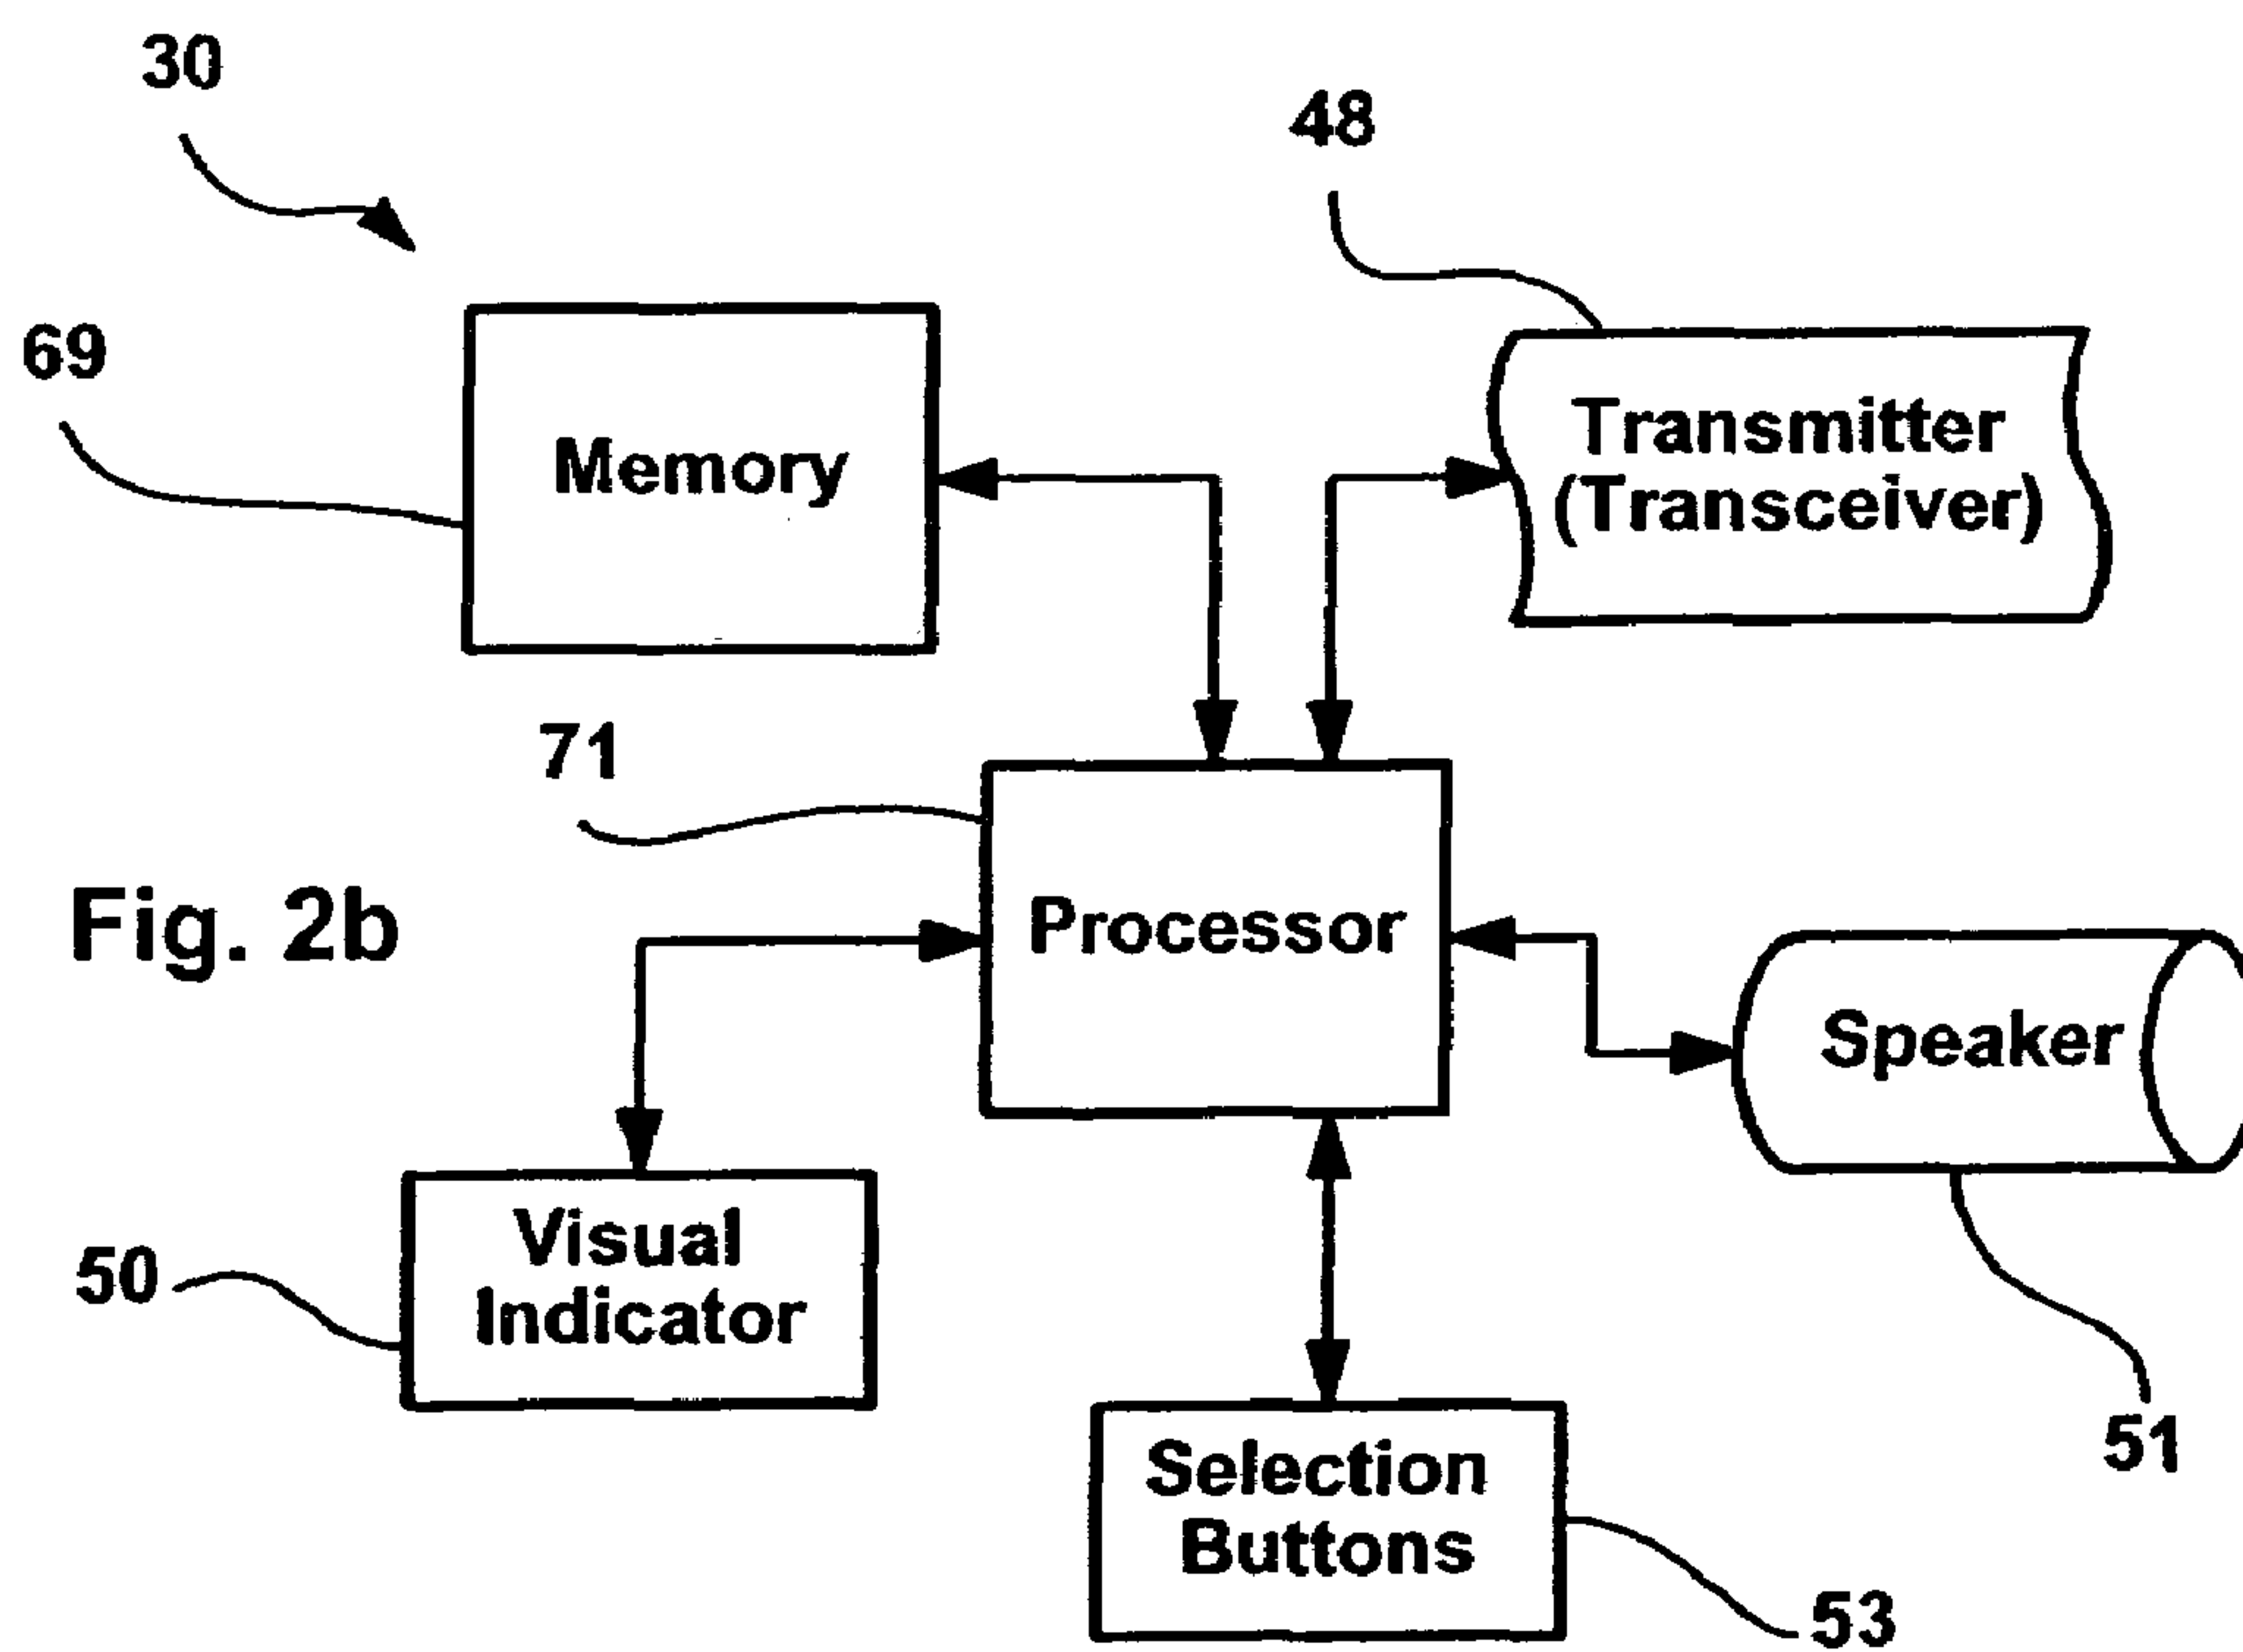 30
48
69
Memory
Transmitter
(Transceiver)
71
Fig. 2b
Processor
Speaker
50
Visual
Indicator
51
Selection
Buttons
53